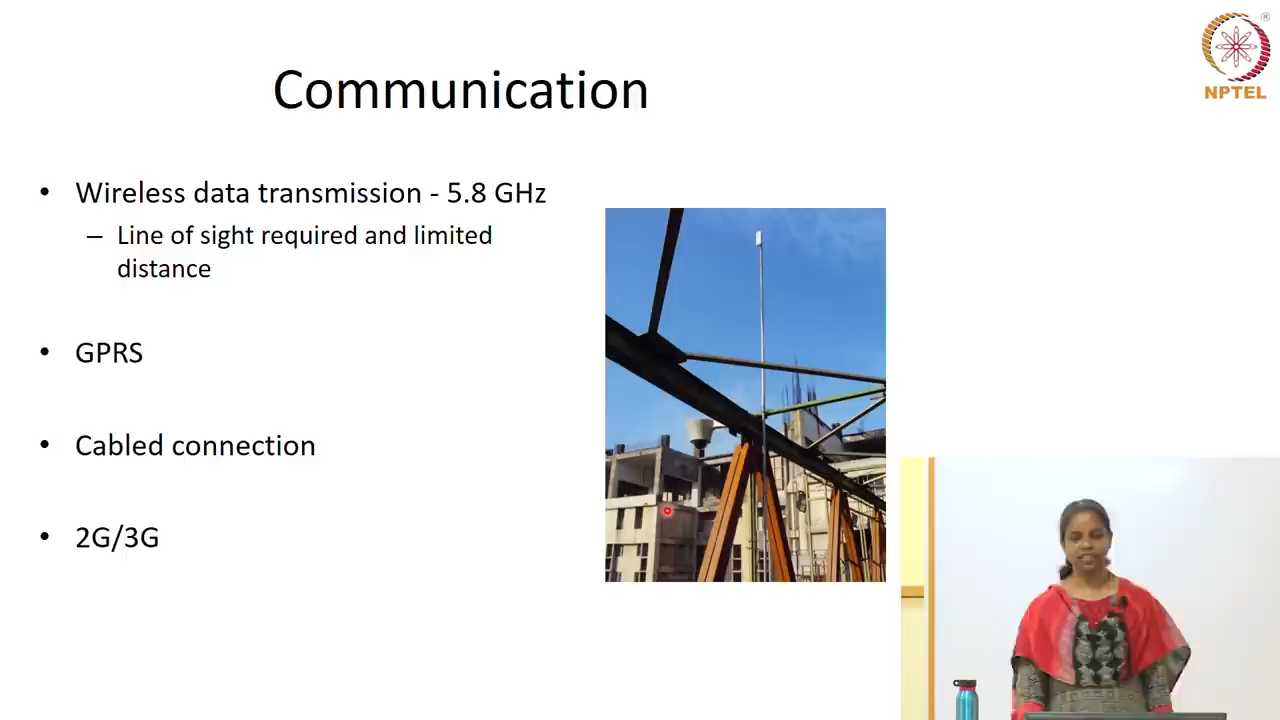 Communication
®
NPTEL
• Wireless data transmission - 5.8 GHz
– Line of sight required and limited
distance
• GPRS
• Cabled connection
• 2G/3G